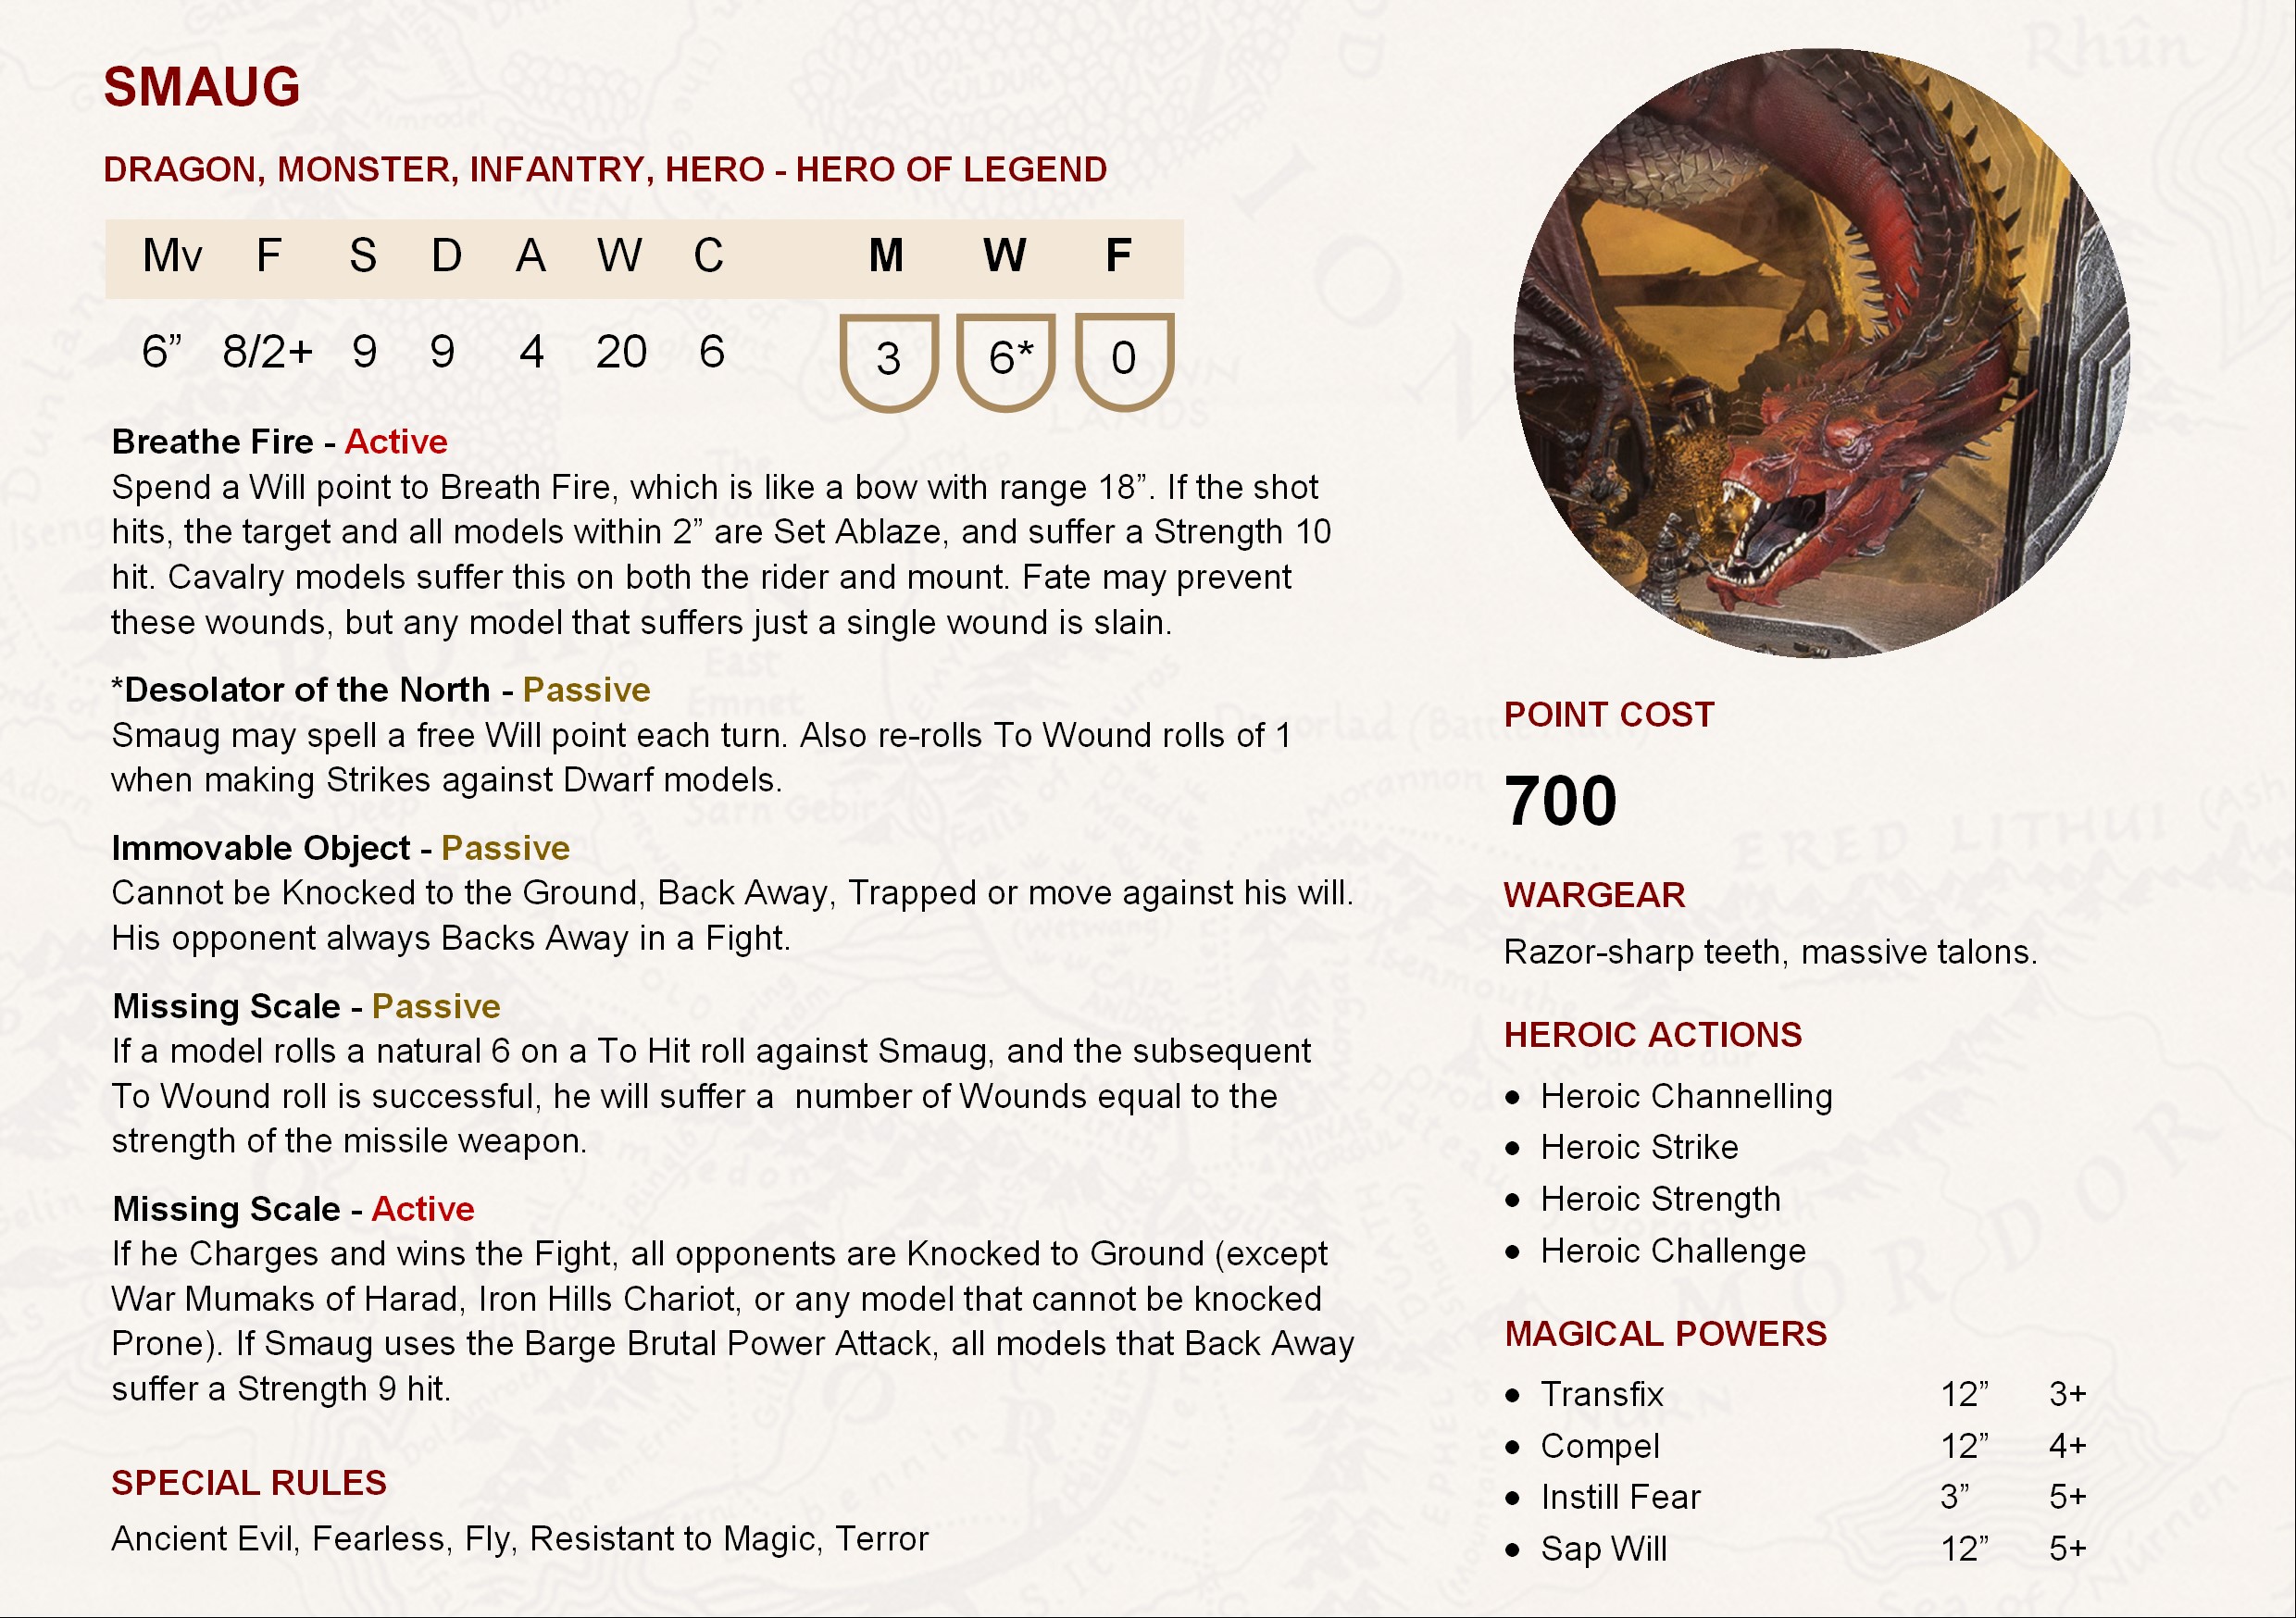 SMAUG
DRAGON, MONSTER, INFANTRY, HERO - HERO OF LEGEND
Mv F S D A W C M W F
6” 8/2+ 9 9 4 20 6 3 6* 0
Breathe Fire - Active
Spend a Will point to Breath Fire, which is like a bow with range 18”. If the shot
hits, the target and all models within 2” are Set Ablaze, and suffer a Strength 10
hit. Cavalry models suffer this on both the rider and mount. Fate may prevent
these wounds, but any model that suffers just a single wound is slain.
*Desolator of the North - Passive
Smaug may spell a free Will point each turn. Also re-rolls To Wound rolls of 1
when making Strikes against Dwarf models.
Immovable Object - Passive
Cannot be Knocked to the Ground, Back Away, Trapped or move against his will.
His opponent always Backs Away in a Fight.
Missing Scale - Passive
If a model rolls a natural 6 on a To Hit roll against Smaug, and the subsequent
To Wound roll is successful, he will suffer a  number of Wounds equal to the
strength of the missile weapon.
Missing Scale - Active
If he Charges and wins the Fight, all opponents are Knocked to Ground (except
War Mumaks of Harad, Iron Hills Chariot, or any model that cannot be knocked
Prone). If Smaug uses the Barge Brutal Power Attack, all models that Back Away
suffer a Strength 9 hit.
SPECIAL RULES
Ancient Evil, Fearless, Fly, Resistant to Magic, Terror
POINT COST
700
WARGEAR
Razor-sharp teeth, massive talons.
HEROIC ACTIONS
• Heroic Channelling
• Heroic Strike
• Heroic Strength
• Heroic Challenge
MAGICAL POWERS
• Transfix 12” 3+
• Compel 12” 4+
• Instill Fear 3” 5+
• Sap Will 12” 5+
Rhûn
ERED LITHUI
MORDOR